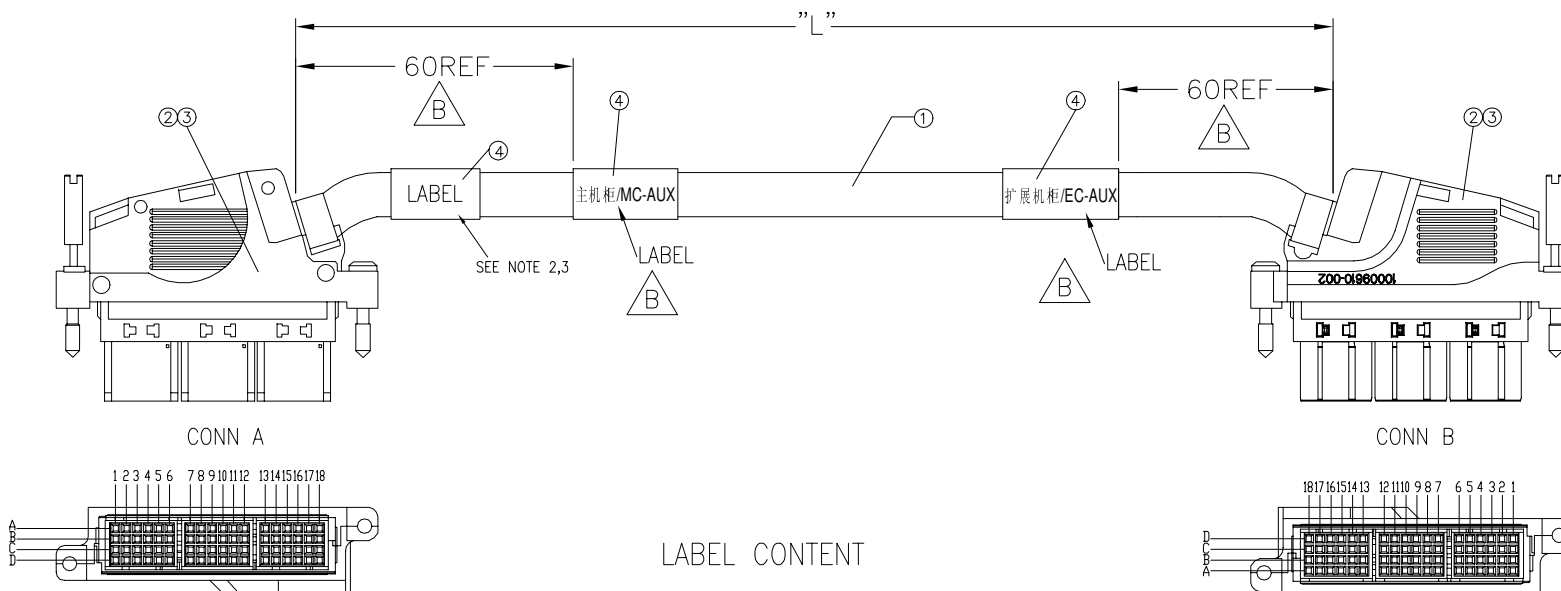 "L"
60REF
B
60REF
B
④
④
①
②③
②③
④
LABEL
主机柜/MC-AUX
扩展机柜/EC-AUX
SEE NOTE 2,3
LABEL
B
LABEL
B
10009610-002
CONN A
CONN B
1 2 3 4 5 6 7 8 9 10 11 12 13 14 15 16 17 18
A
B
C
D
LABEL CONTENT
18 17 16 15 14 13 12 11 10 9 8 7 6 5 4 3 2 1
D
C
B
A